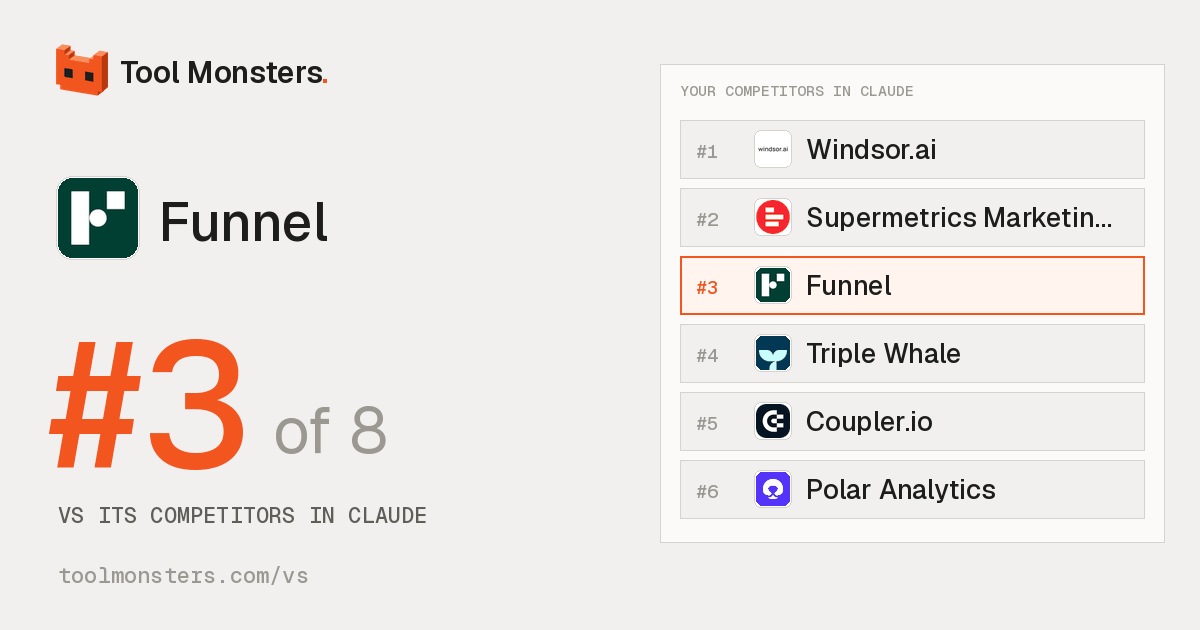 Tool Monsters.
Funnel
#3 of 8
VS ITS COMPETITORS IN CLAUDE
toolmonsters.com/vs
YOUR COMPETITORS IN CLAUDE
#1 windsor.ai Windsor.ai
#2 Supermetrics Marketin...
#3 Funnel
#4 Triple Whale
#5 Coupler.io
#6 Polar Analytics